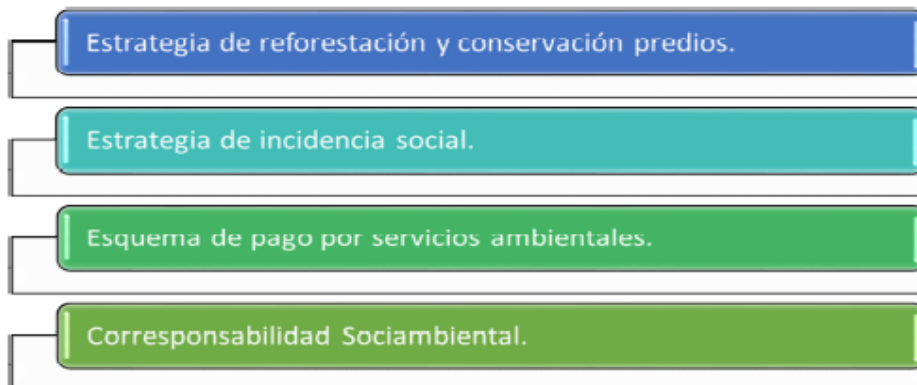 Estrategia de reforestación y conservación predios.
Estrategia de incidencia social.
Esquema de pago por servicios ambientales.
Corresponsabilidad Sociambiental.